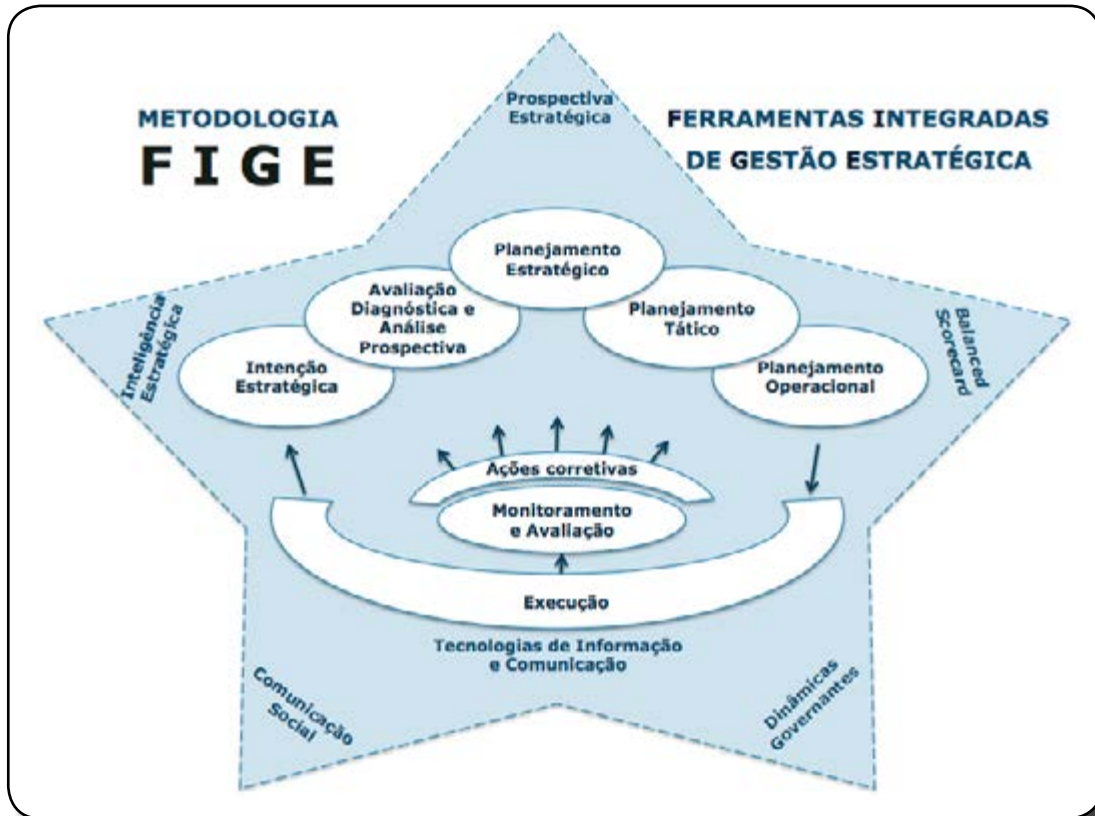 METODOLOGIA
FIGE
FERRAMENTAS INTEGRADAS
DE GESTÃO ESTRATÉGICA
Prospectiva
Estratégica
Planejamento
Estratégico
Avaliação
Diagnóstica e
Análise
Prospectiva
Planejamento
Tático
Inteligência
Estratégica
Intenção
Estratégica
Planejamento
Operacional
Balanced
Scorecard
Ações corretivas
Monitoramento
e Avaliação
Execução
Tecnologias de Informação
e Comunicação
Comunicação
Social
Dinâmicas
Governantes